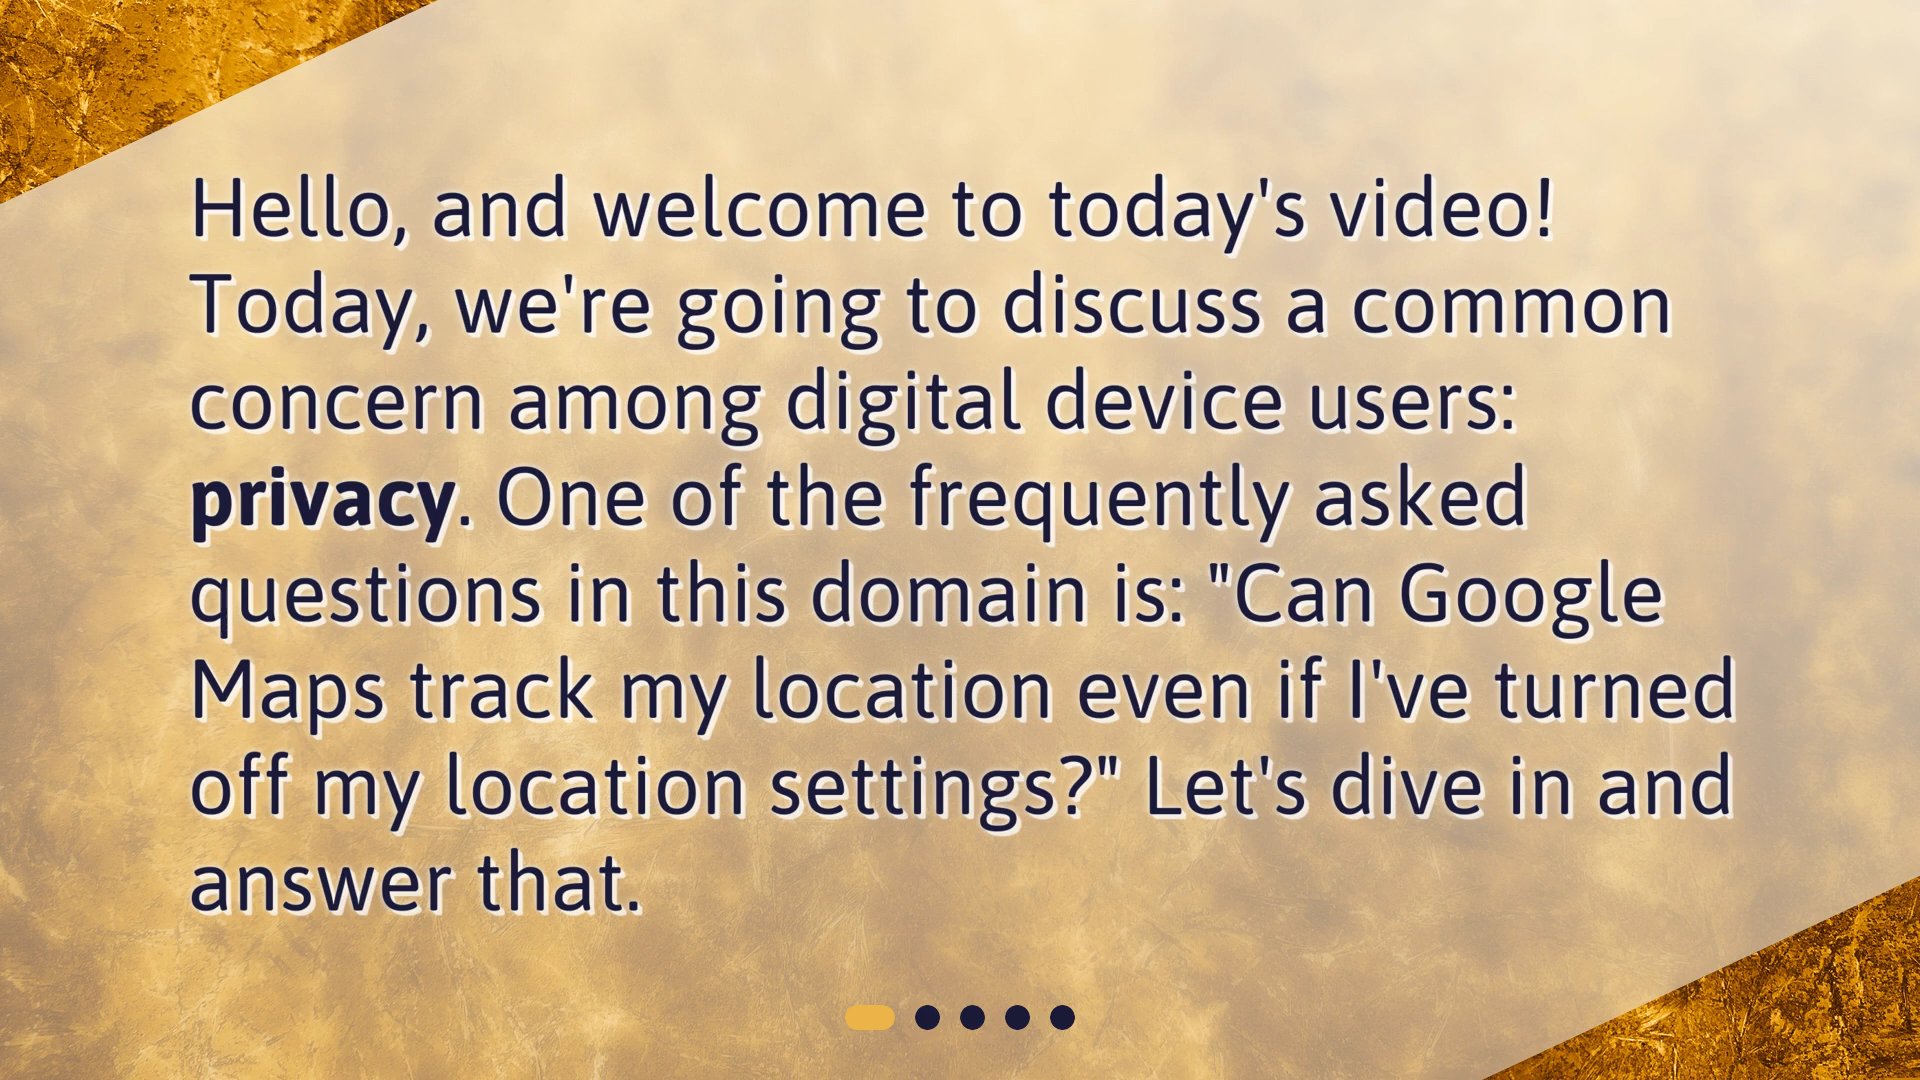 Hello, and welcome to today's video!
Today, we're going to discuss a common
concern among digital device users:
privacy. One of the frequently asked
questions in this domain is: "Can Google
Maps track my location even if I've turned
off my location settings?" Let's dive in and
answer that.